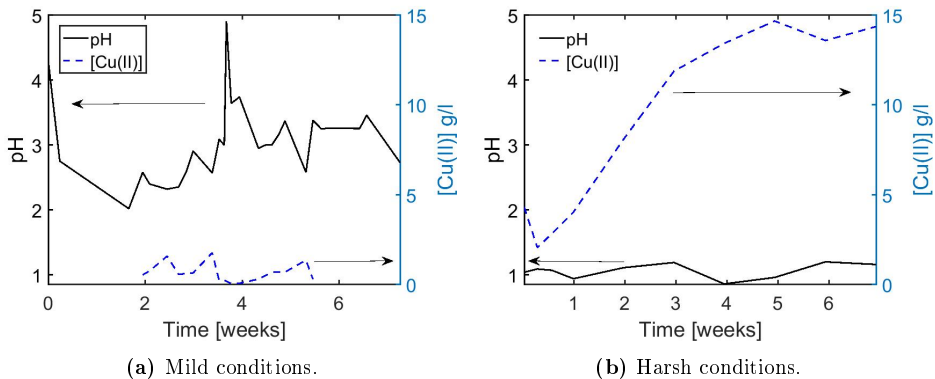 5
4
3
2
1
pH
pH
[Cu(II)]
15
10
5
0
[Cu(II)] g/l
0 2 4 6
Time [weeks]
(a) Mild conditions.
5
4
3
2
1
pH
pH
[Cu(II)]
15
10
5
0
[Cu(II)] g/l
1 2 3 4 5 6
Time [weeks]
(b) Harsh conditions.